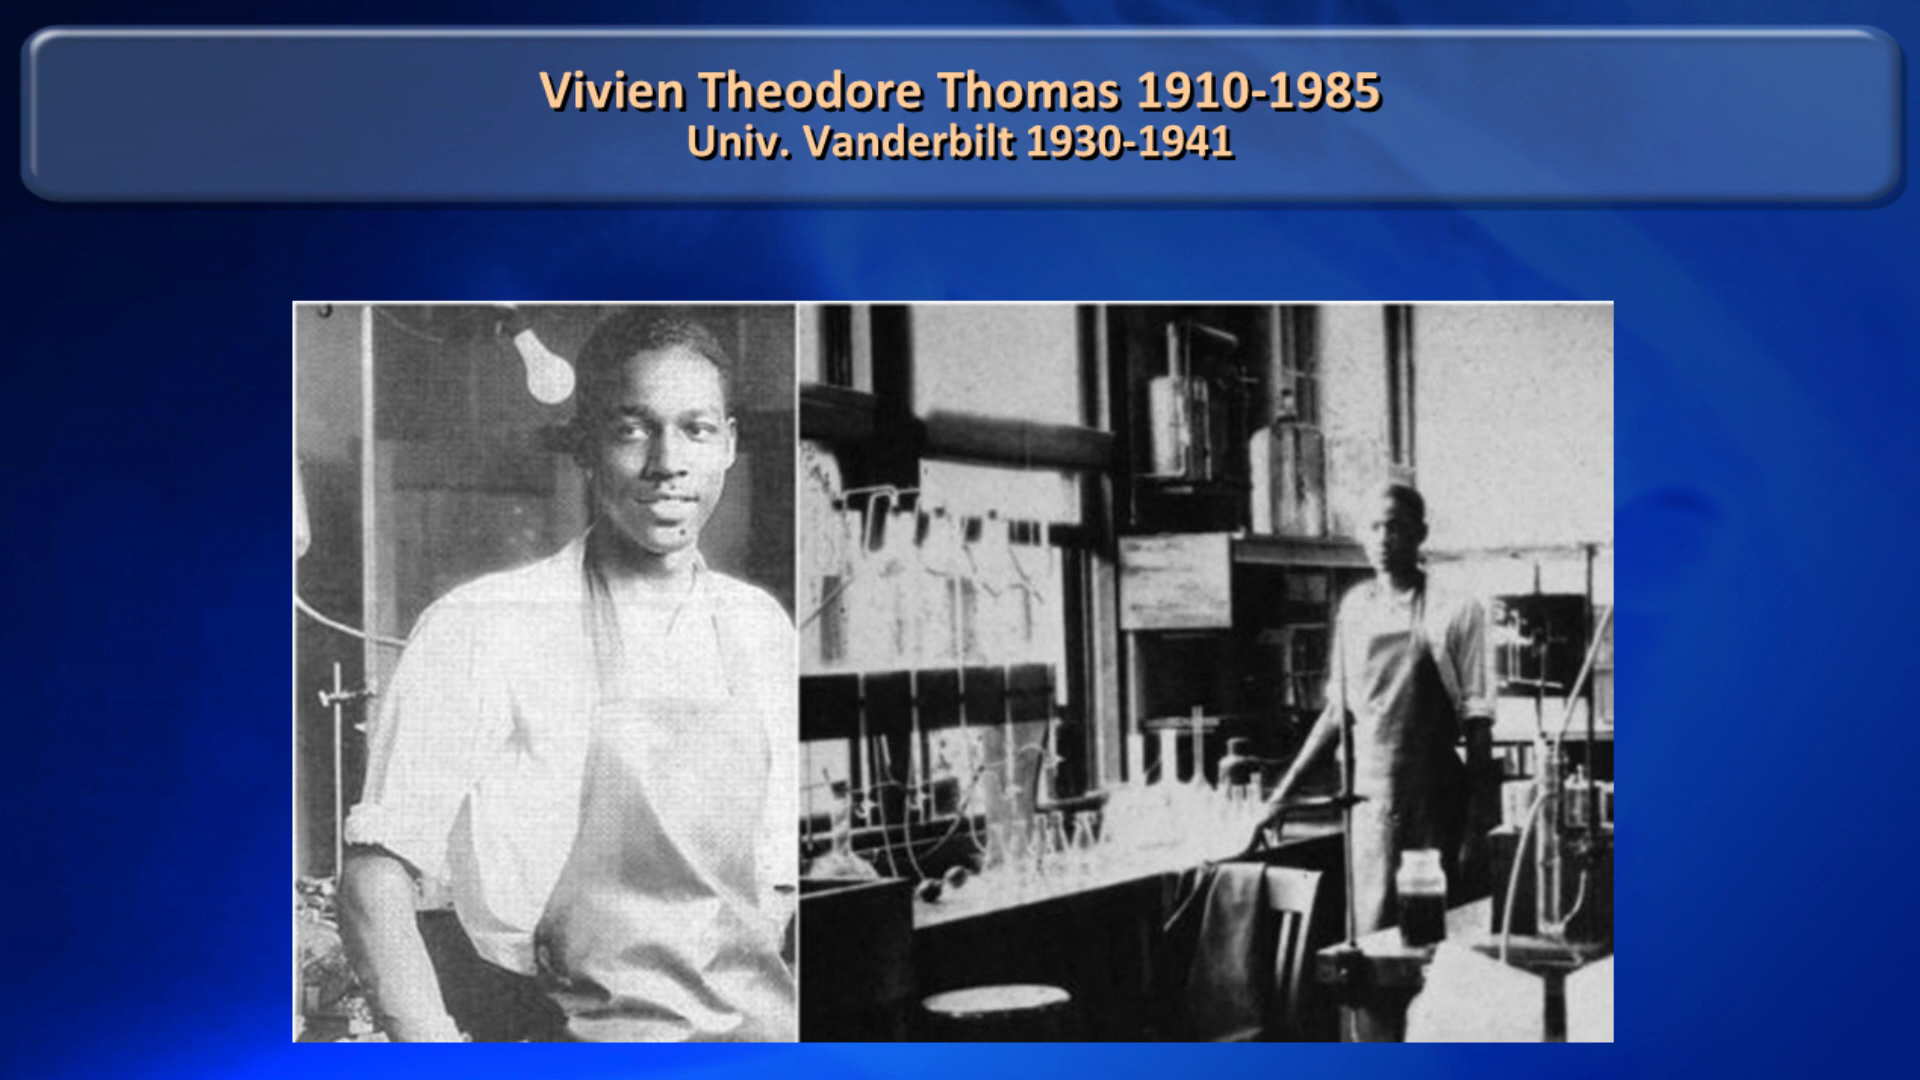 Vivien Theodore Thomas 1910-1985
Univ. Vanderbilt 1930-1941